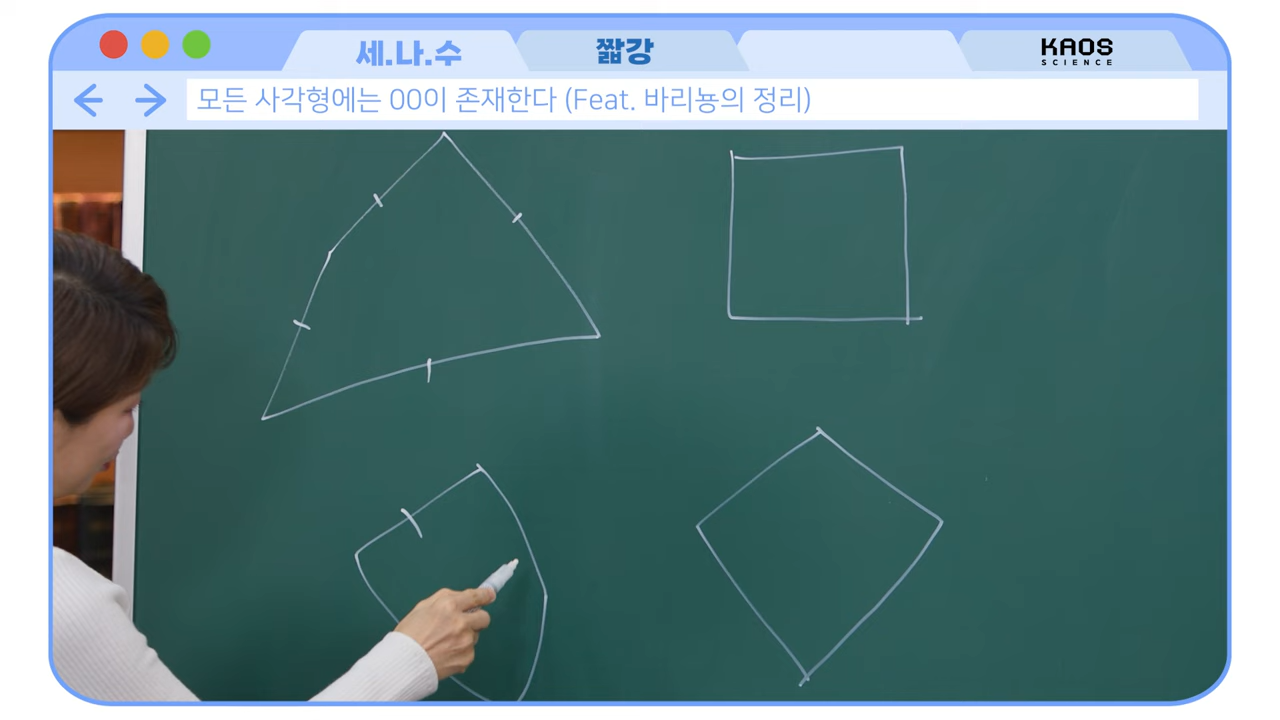 세.나.수
짧강
KAOS
SCIENCE
모든 사각형에는 00이 존재한다 (Feat. 바리뇽의 정리)